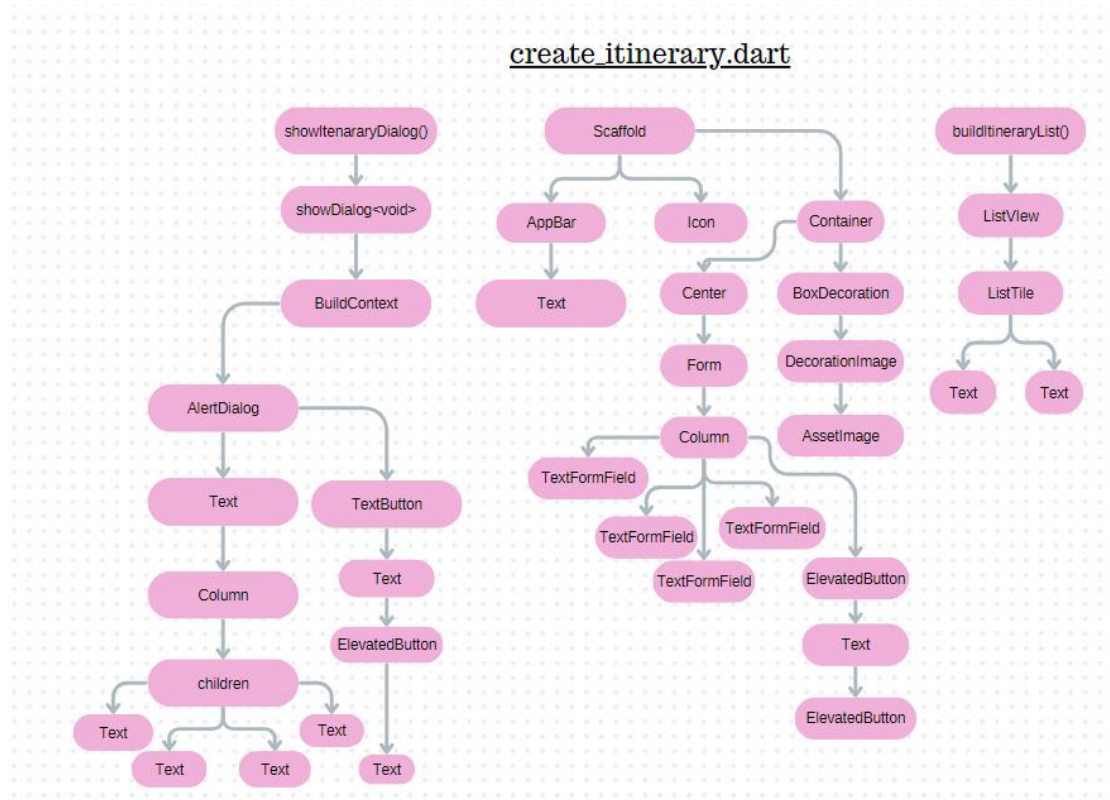 create_itinerary.dart
showItenararyDialog()
Scaffold
buildItineraryList()
showDialog<void>
AppBar
Icon
Container
ListVIew
BuildContext
Text
Center
BoxDecoration
ListTile
Form
DecorationImage
Text
Text
AlertDialog
Column
AssetImage
TextFormField
Text
TextButton
TextFormField
TextFormField
TextFormField
Text
ElevatedButton
Column
ElevatedButton
Text
children
ElevatedButton
Text
Text
Text
Text
Text